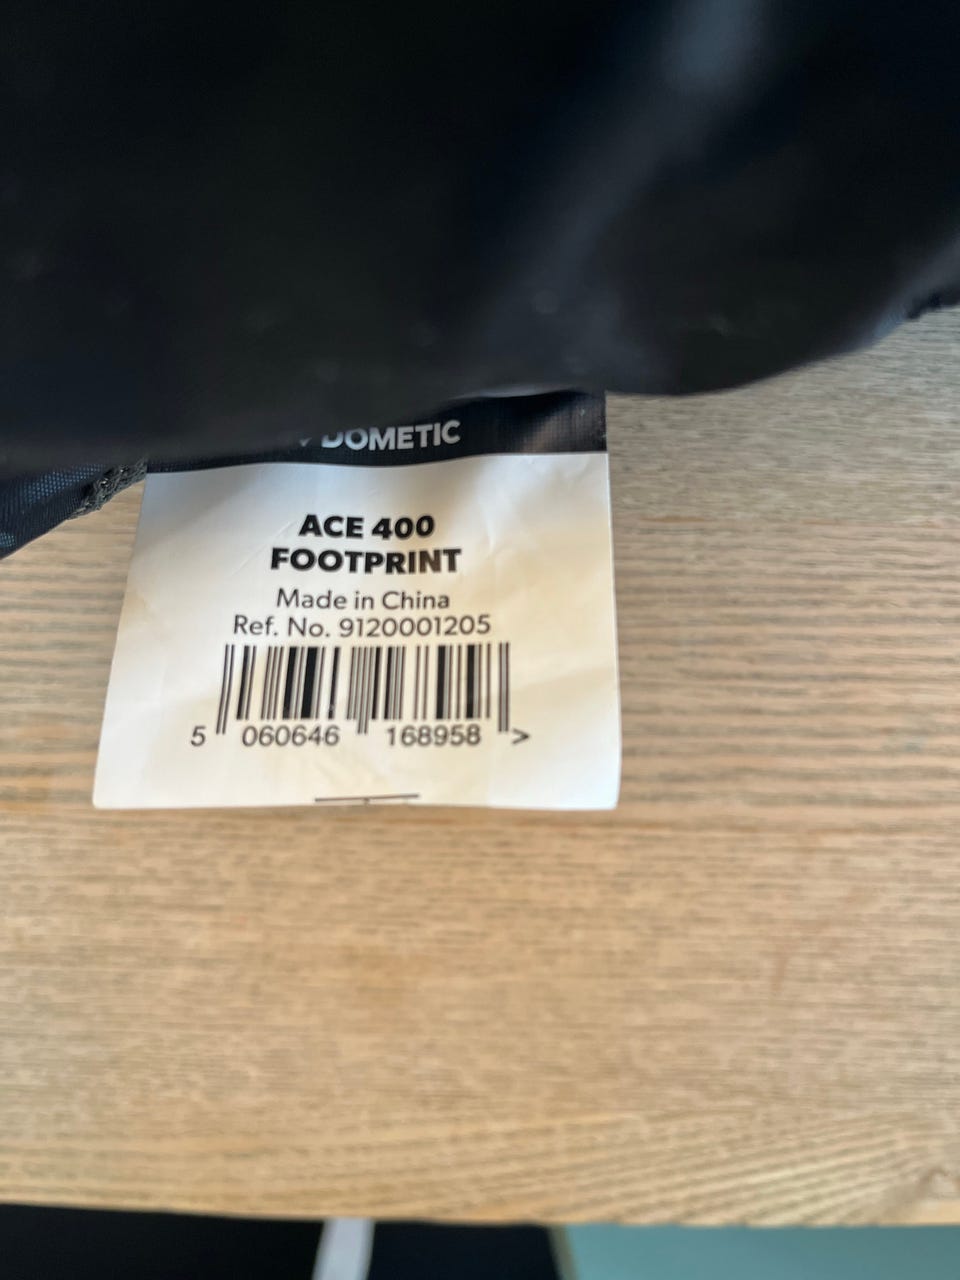 DOMETIC
ACE 400
FOOTPRINT
Made in China
Ref. No. 9120001205
5 060646 168958 >